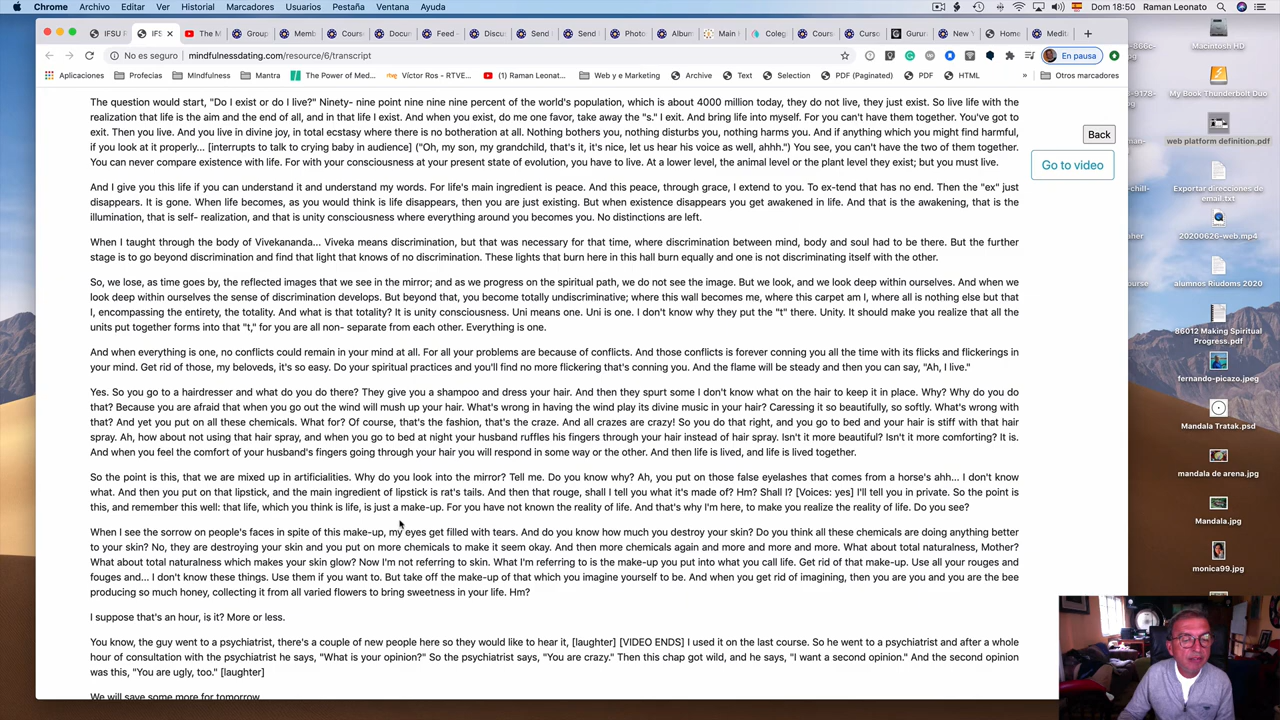 Chrome Archivo Editar Ver Historial Marcadores Usuarios Pestaña Ventana Ayuda Dom 18:50 Raman Leonato
IFSU IFS The M Group Memb Cours Docu Feed Discu Send Send Photo Album Main Coleg Cours Curso Guru New Y Home Medit
No es seguro mindfulnessdating.com/resource/6/transcript En pausa
Aplicaciones Profecias MIndfulness Mantra The Power of Med... Víctor Ros - RTVE... (1) Raman Leonat... Web y e Marketing Archive Text Selection PDF (Paginated) PDF HTML » Otros marcadores
The question would start, "Do I exist or do I live?" Ninety- nine point nine nine nine percent of the world's population, which is about 4000 million today, they do not live, they just exist. So live life with the
realization that life is the aim and the end of all, and in that life I exist. And when you exist, do me one favor, take away the "s." I exit. And bring life into myself. For you can't have them together. You've got to
exit. Then you live. And you live in divine joy, in total ecstasy where there is no botheration at all. Nothing bothers you, nothing disturbs you, nothing harms you. And if anything which you might find harmful,
if you look at it properly... [interrupts to talk to crying baby in audience] ("Oh, my son, my grandchild, that's it, it's nice, let us hear his voice as well, ahhh.") You see, you can't have the two of them together.
You can never compare existence with life. For with your consciousness at your present state of evolution, you have to live. At a lower level, the animal level or the plant level they exist; but you must live.
And I give you this life if you can understand it and understand my words. For life's main ingredient is peace. And this peace, through grace, I extend to you. To ex-tend that has no end. Then the "ex" just
disappears. It is gone. When life becomes, as you would think is life disappears, then you are just existing. But when existence disappears you get awakened in life. And that is the awakening, that is the
illumination, that is self- realization, and that is unity consciousness where everything around you becomes you. No distinctions are left.
When I taught through the body of Vivekananda... Viveka means discrimination, but that was necessary for that time, where discrimination between mind, body and soul had to be there. But the further
stage is to go beyond discrimination and find that light that knows of no discrimination. These lights that burn here in this hall burn equally and one is not discriminating itself with the other.
So, we lose, as time goes by, the reflected images that we see in the mirror; and as we progress on the spiritual path, we do not see the image. But we look, and we look deep within ourselves. And when we
look deep within ourselves the sense of discrimination develops. But beyond that, you become totally undiscriminative; where this wall becomes me, where this carpet am I, where all is nothing else but that
I, encompassing the entirety, the totality. And what is that totality? It is unity consciousness. Uni means one. Uni is one. I don't know why they put the "t" there. Unity. It should make you realize that all the
units put together forms into that "t," for you are all non- separate from each other. Everything is one.
And when everything is one, no conflicts could remain in your mind at all. For all your problems are because of conflicts. And those conflicts is forever conning you all the time with its flicks and flickerings in
your mind. Get rid of those, my beloveds, it's so easy. Do your spiritual practices and you'll find no more flickering that's conning you. And the flame will be steady and then you can say, "Ah, I live."
Yes. So you go to a hairdresser and what do you do there? They give you a shampoo and dress your hair. And then they spurt some I don't know what on the hair to keep it in place. Why? Why do you do
that? Because you are afraid that when you go out the wind will mush up your hair. What's wrong in having the wind play its divine music in your hair? Caressing it so beautifully, so softly. What's wrong with
that? And yet you put on all these chemicals. What for? Of course, that's the fashion, that's the craze. And all crazes are crazy! So you do that right, and you go to bed and your hair is stiff with that hair
spray. Ah, how about not using that hair spray, and when you go to bed at night your husband ruffles his fingers through your hair instead of hair spray. Isn't it more beautiful? Isn't it more comforting? It is.
And when you feel the comfort of your husband's fingers going through your hair you will respond in some way or the other. And then life is lived, and life is lived together.
So the point is this, that we are mixed up in artificialities. Why do you look into the mirror? Tell me. Do you know why? Ah, you put on those false eyelashes that comes from a horse's ahh... I don't know
what. And then you put on that lipstick, and the main ingredient of lipstick is rat's tails. And then that rouge, shall I tell you what it's made of? Hm? Shall I? [Voices: yes] I'll tell you in private. So the point is
this, and remember this well: that life, which you think is life, is just a make-up. For you have not known the reality of life. And that's why I'm here, to make you realize the reality of life. Do you see?
When I see the sorrow on people's faces in spite of this make-up, my eyes get filled with tears. And do you know how much you destroy your skin? Do you think all these chemicals are doing anything better
to your skin? No, they are destroying your skin and you put on more chemicals to make it seem okay. And then more chemicals again and more and more and more. What about total naturalness, Mother?
What about total naturalness which makes your skin glow? Now I'm not referring to skin. What I'm referring to is the make-up you put into what you call life. Get rid of that make-up. Use all your rouges and
fouges and... I don't know these things. Use them if you want to. But take off the make-up of that which you imagine yourself to be. And when you get rid of imagining, then you are you and you are the bee
producing so much honey, collecting it from all varied flowers to bring sweetness in your life. Hm?
I suppose that's an hour, is it? More or less.
You know, the guy went to a psychiatrist, there's a couple of new people here so they would like to hear it, [laughter] [VIDEO ENDS] I used it on the last course. So he went to a psychiatrist and after a whole
hour of consultation with the psychiatrist he says, "What is your opinion?" So the psychiatrist says, "You are crazy." Then this chap got wild, and he says, "I want a second opinion." And the second opinion
was this, "You are ugly, too." [laughter]
We will save some more for tomorrow.
Back
Go to video
Macintosh HD
My Book Thunderbolt Duo
web platform definition.pdf
Exportar direcciones de
email.txt
20200626-web.mp4
alumnos Riudoms 2020
86012 Making Spiritual
Progress.pdf
fernando-picazo.jpeg
Mandala Tratak.psd
mandala de arena.jpg
Mandala.jpg
monica99.jpg